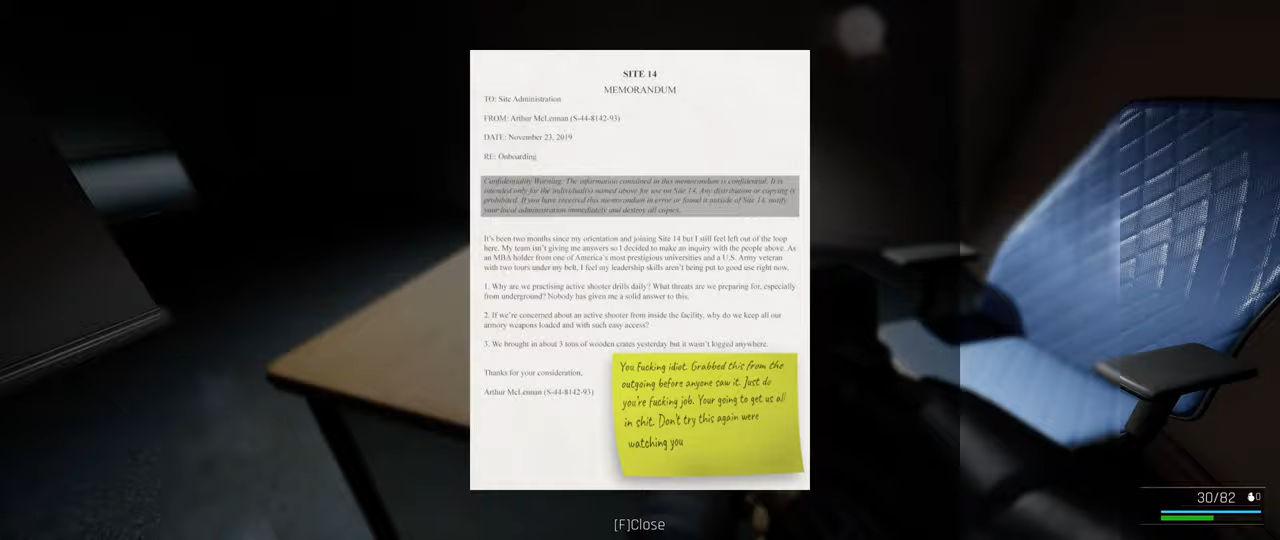 SITE 14
MEMORANDUM
TO: Site Administration
FROM: Arthur McLennan (S-44-8142-93)
DATE: November 23, 2019
RE: Onboarding
Confidentiality Warning: The information contained in this memorandum is confidential. It is
intended only for the individual(s) named above for use on Site 14. Any distribution or copying is
prohibited. If you have received this memorandum in error or found it outside of Site 14, notify
your local administration immediately and destroy all copies.
It's been two months since my orientation and joining Site 14 but I still feel left out of the loop
here. My team isn't giving me answers so I decided to make an inquiry with the people above. As
an MBA holder from one of America's most prestigious universities and a U.S. Army veteran
with two tours under my belt, I feel my leadership skills aren't being put to good use right now.
1. Why are we practising active shooter drills daily? What threats are we preparing for, especially
from underground? Nobody has given me a solid answer to this.
2. If we're concerned about an active shooter from inside the facility, why do we keep all our
armory weapons loaded and with such easy access?
3. We brought in about 3 tons of wooden crates yesterday but it wasn't logged anywhere.
Thanks for your consideration,
Arthur McLennan (S-44-8142-93)
You fucking idiot. Grabbed this from the
outgoing before anyone saw it. Just do
you're fucking job. Your going to get us all
in shit. Don't try this again were
watching you
30/82
0
[F]Close